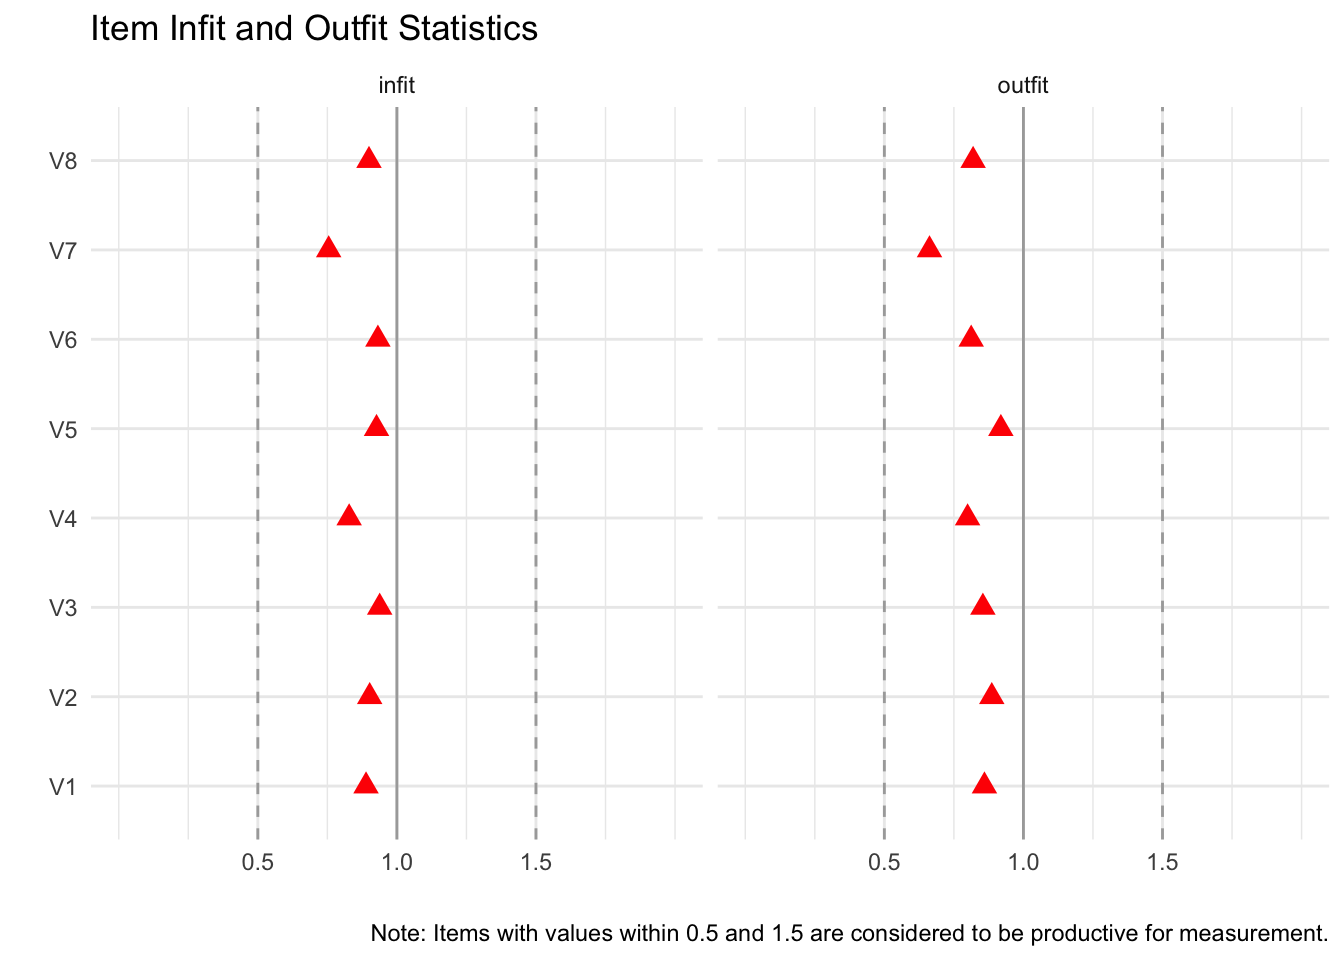 Item Infit and Outfit Statistics
infit
outfit
V8
V7
V6
V5
V4
V3
V2
V1
0.5 1.0 1.5
0.5 1.0 1.5
Note: Items with values within 0.5 and 1.5 are considered to be productive for measurement.